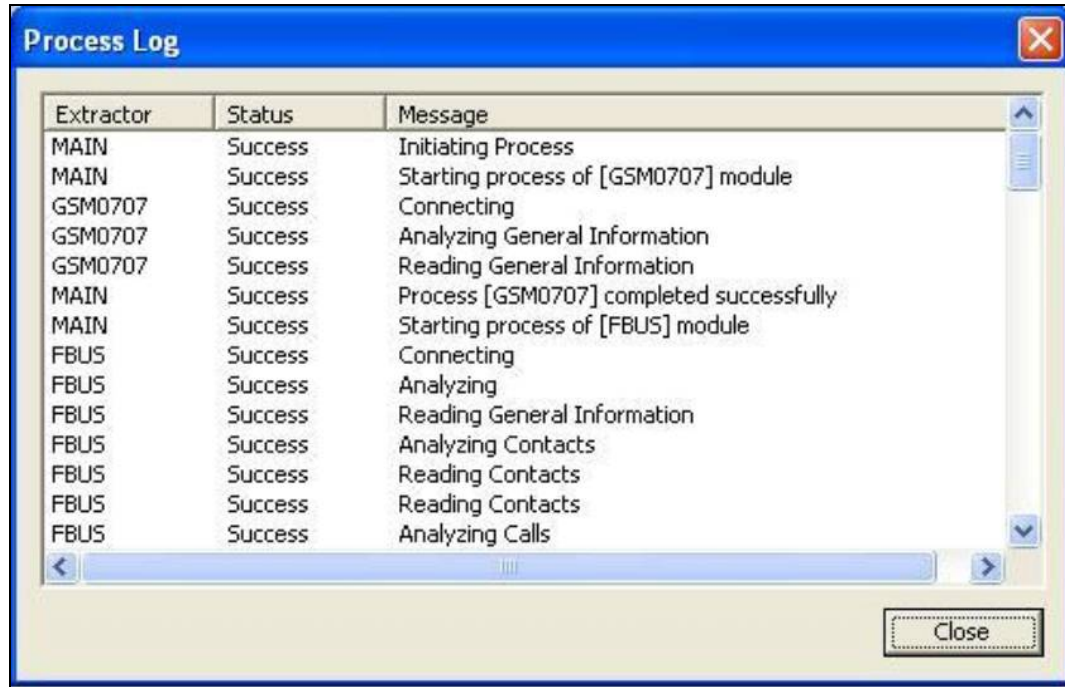 Process Log
Extractor Status Message
MAIN Success Initiating Process
MAIN Success Starting process of [GSM0707] module
GSM0707 Success Connecting
GSM0707 Success Analyzing General Information
GSM0707 Success Reading General Information
MAIN Success Process [GSM0707] completed successfully
MAIN Success Starting process of [FBUS] module
FBUS Success Connecting
FBUS Success Analyzing
FBUS Success Reading General Information
FBUS Success Analyzing Contacts
FBUS Success Reading Contacts
FBUS Success Reading Contacts
FBUS Success Analyzing Calls
Close